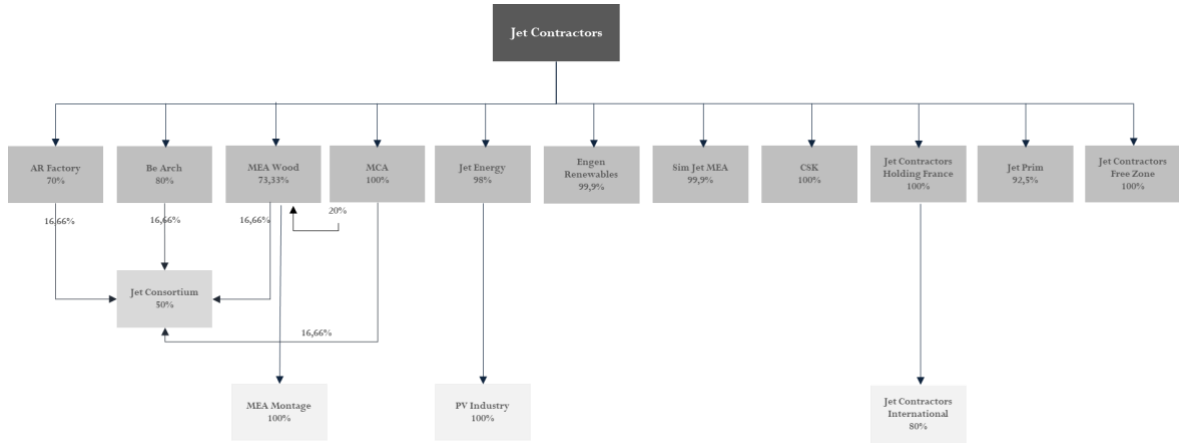 Jet Contractors
AR Factory
70%
Be Arch
80%
MEA Wood
73,33%
MCA
100%
Jet Energy
98%
Engen
Renewables
99,9%
Sim Jet MEA
99,9%
CSK
100%
Jet Contractors
Holding France
100%
Jet Prim
92,5%
Jet Contractors
Free Zone
100%
16,66%
16,66%
16,66%
20%
Jet Consortium
50%
16,66%
MEA Montage
100%
PV Industry
100%
Jet Contractors
International
80%